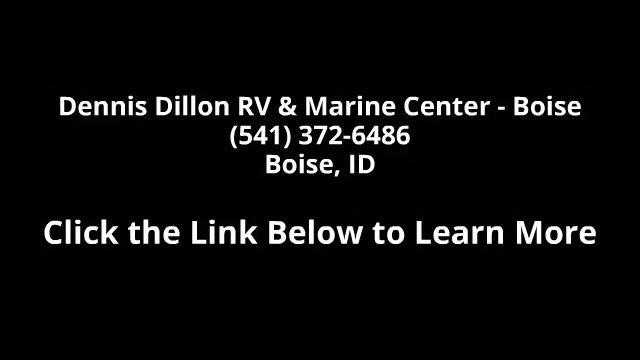 Dennis Dillon RV & Marine Center - Boise
(541) 372-6486
Boise, ID
Click the Link Below to Learn More